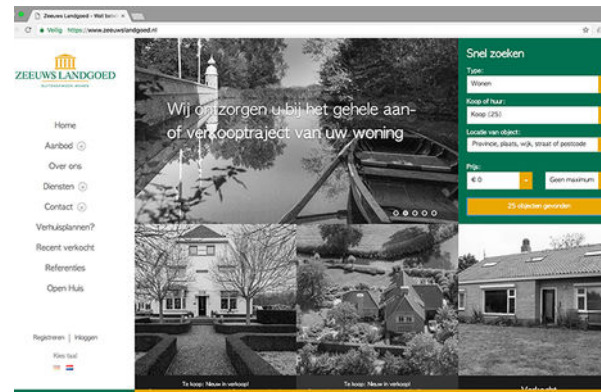 Zeeuws Landgoed - Wat bet
Veilig https://www.zeeuwslandgoed.nl
ZEEUWS LANDGOED
BUITENGEWOON WONEN
Home
Aanbod
Over ons
Diensten
Contact
Verhuisplannen?
Recent verkocht
Referenties
Open Huis
Registreren | Inloggen
Kies taal
Wij ontzorgen u bij het gehele aan-
of verkooptraject van uw woning
Snel zoeken
Type:
Wonen
Koop of huur:
Koop (25)
Locatie van object:
Provincie, plaats, wijk, straat of postcode
Prijs:
€ 0
Geen maximum
25 objecten gevonden
Te koop: Nieuw in verkoop!
Te koop: Nieuw in verkoop!
Verkocht